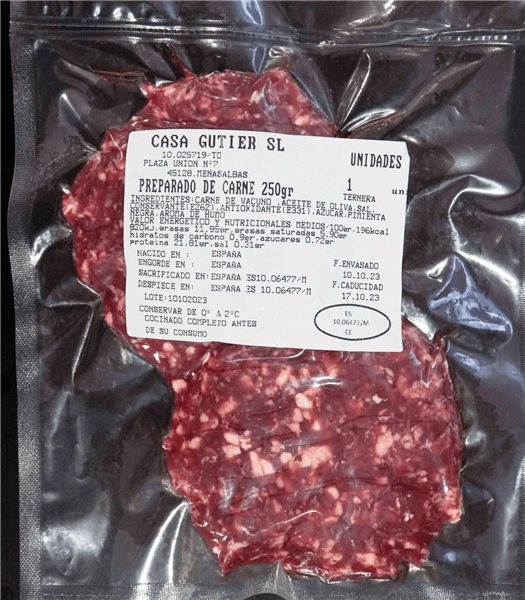 CASA GUTIER SL
10.025719/TO
PLAZA UNION Nº7
45128.MENASALBAS
UNIDADES
PREPARADO DE CARNE 250gr
1 un
TERNERA
INGREDIENTES:CARNE DE VACUNO, ACEITE DE OLIVA,SAL,
CONSERVANTE(E262),ANTIOXIDANTE(E331),AZUCAR,PIMIENTA
NEGRA,AROMA DE HUMO
VALOR ENERGETICO Y NUTRICIONALES MEDIOS/100gr.196kcal
820kJ,grasas 11.95gr,grasas saturadas 5.90gr
hidratos de carbono 0.9gr,azucares 0.72gr
proteina 21.81gr,sal 0.31gr
NACIDO EN : ESPAÑA
F.ENVASADO
ENGORDE EN : ESPAÑA
10.10.23
SACRIFICADO EN: ESPAÑA ES10.06477/M
F.CADUCIDAD
DESPIECE EN: ESPAÑA ES 10.06477/M
17.10.23
LOTE:10102023
CONSERVAR DE 0º A 2ºC
COCINADO COMPLETO ANTES
DE SU CONSUMO
ES
10.06477/M
CE